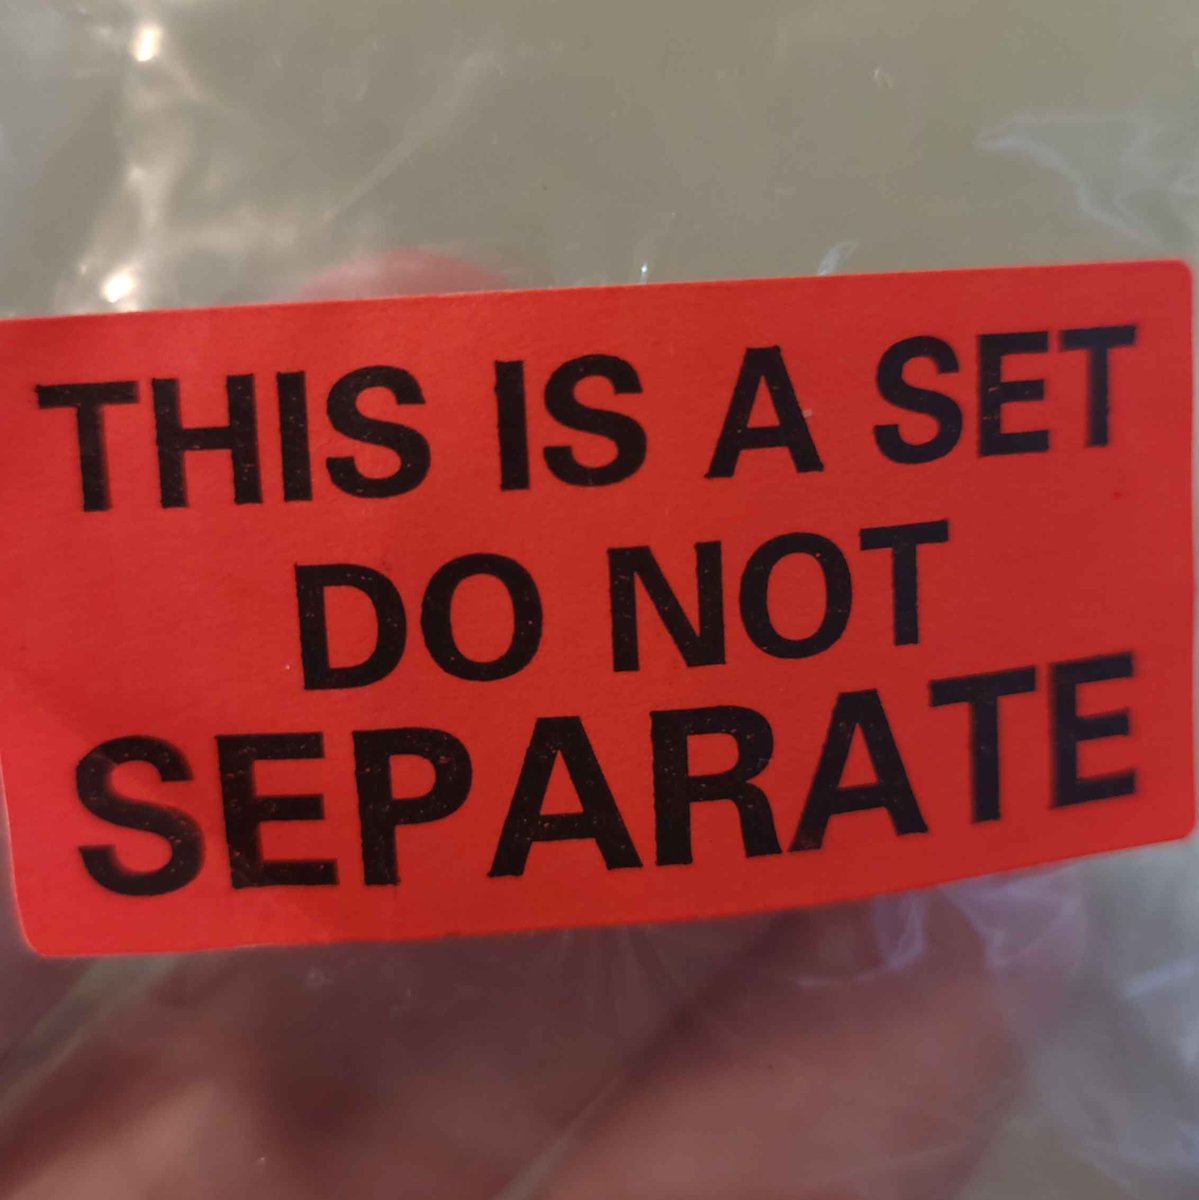 THIS IS A SET
DO NOT
SEPARATE